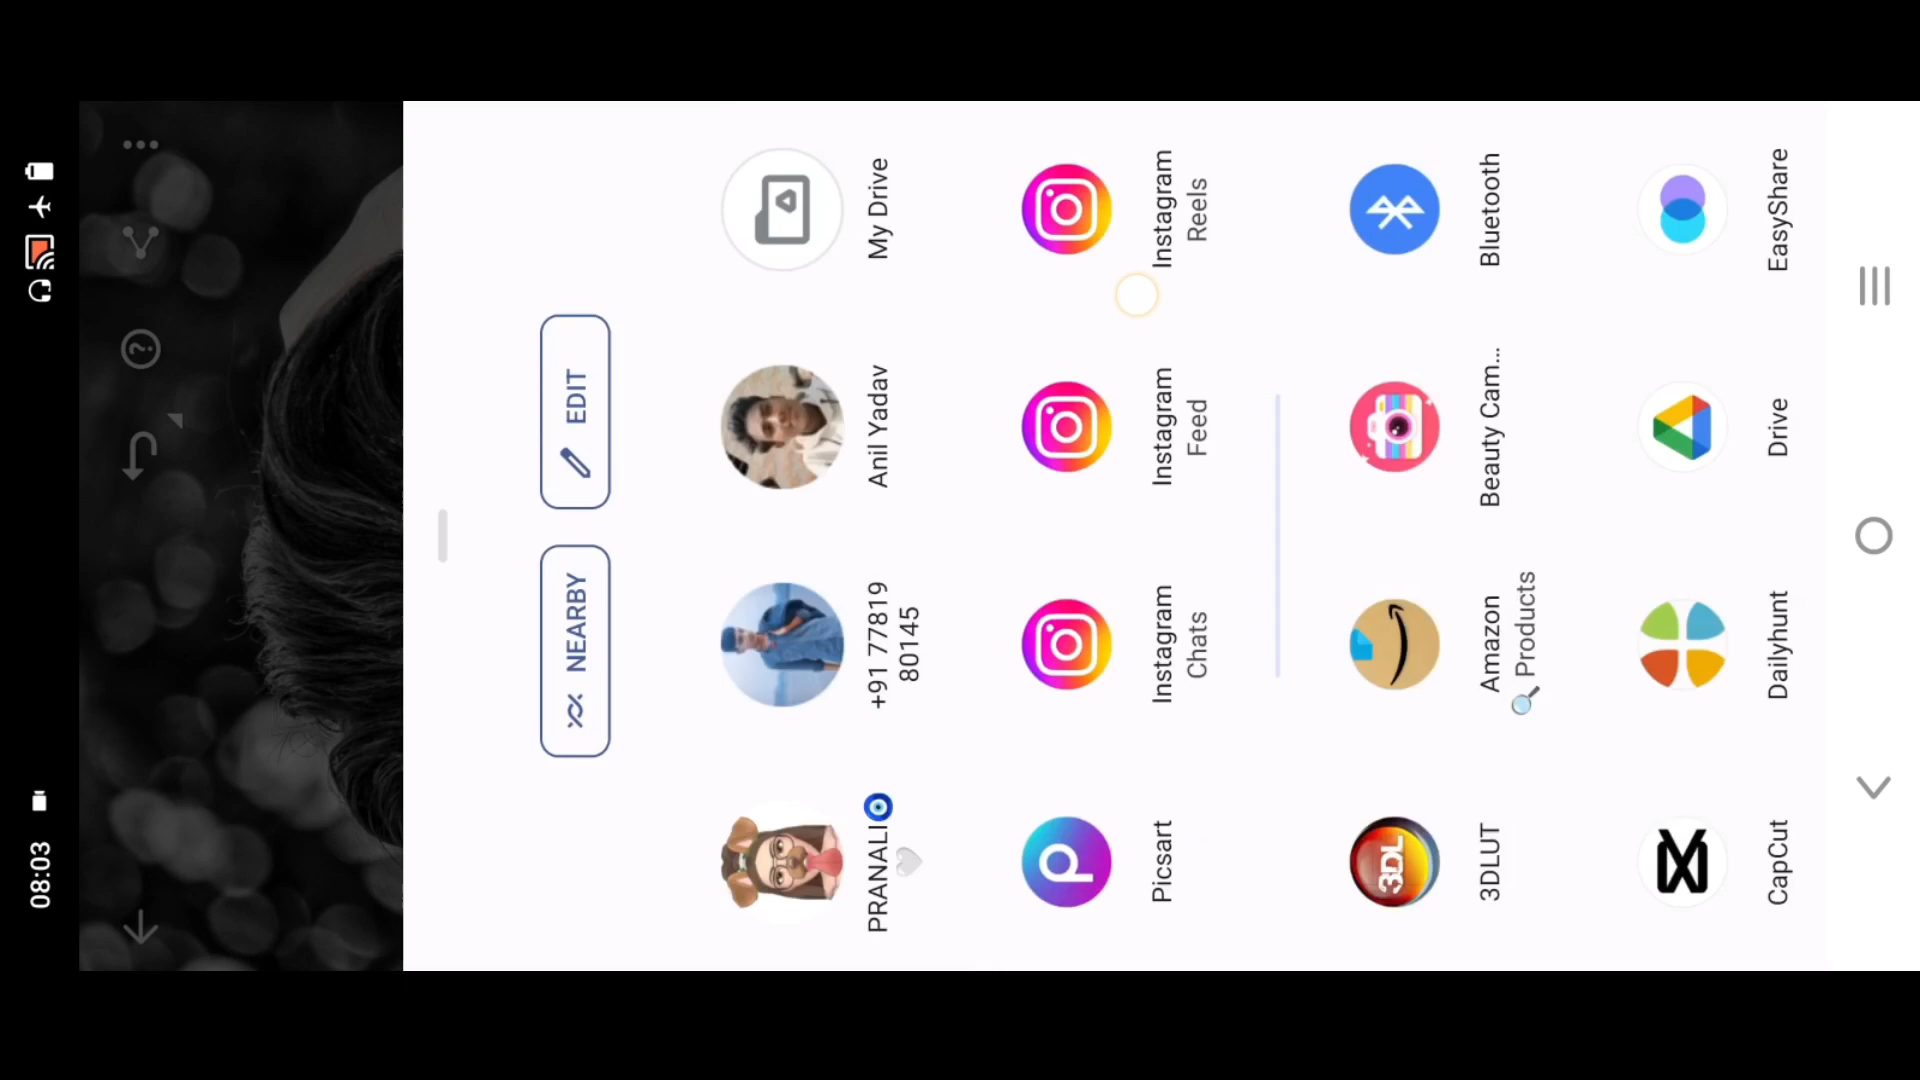 08:03
NEARBY
EDIT
PRANALI🧿
🤍
+91 77819
80145
Anil Yadav
My Drive
Picsart
Instagram
Chats
Instagram
Feed
Instagram
Reels
3DLUT
3DL
Amazon
🔍 Products
Beauty Cam...
Bluetooth
CapCut
Dailyhunt
Drive
EasyShare